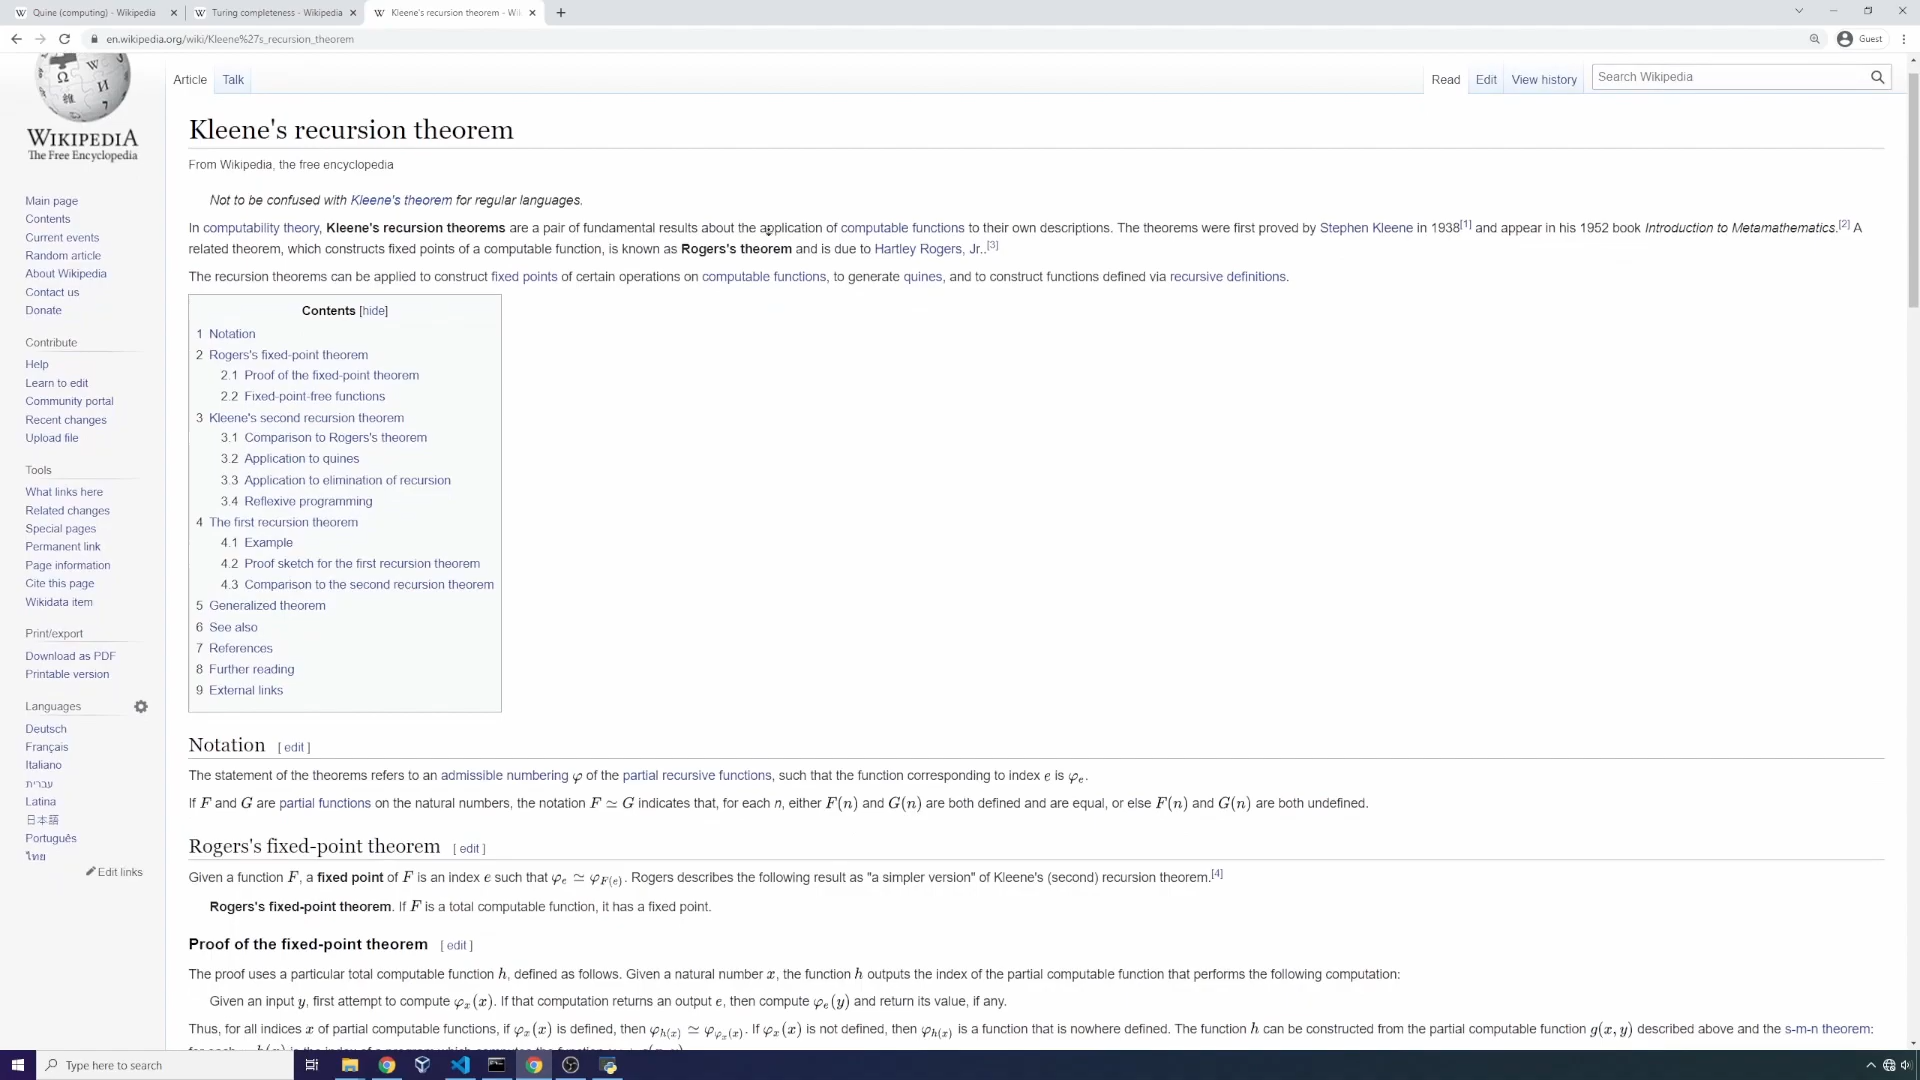 Quine (computing) - Wikipedia
Turing completeness - Wikipedia
Kleene's recursion theorem - Wi
en.wikipedia.org/wiki/Kleene%27s_recursion_theorem
Guest
WIKIPEDIA
The Free Encyclopedia
Article Talk
Read Edit View history
Search Wikipedia
Main page
Contents
Current events
Random article
About Wikipedia
Contact us
Donate
Contribute
Help
Learn to edit
Community portal
Recent changes
Upload file
Tools
What links here
Related changes
Special pages
Permanent link
Page information
Cite this page
Wikidata item
Print/export
Download as PDF
Printable version
Languages
Deutsch
Français
Italiano
עברית
Latina
日本語
Português
ไทย
Edit links
Kleene's recursion theorem
From Wikipedia, the free encyclopedia
Not to be confused with Kleene's theorem for regular languages.
In computability theory, Kleene's recursion theorems are a pair of fundamental results about the application of computable functions to their own descriptions. The theorems were first proved by Stephen Kleene in 1938[1] and appear in his 1952 book Introduction to Metamathematics.[2] A
related theorem, which constructs fixed points of a computable function, is known as Rogers's theorem and is due to Hartley Rogers, Jr..[3]
The recursion theorems can be applied to construct fixed points of certain operations on computable functions, to generate quines, and to construct functions defined via recursive definitions.
Contents [hide]
1 Notation
2 Rogers's fixed-point theorem
2.1 Proof of the fixed-point theorem
2.2 Fixed-point-free functions
3 Kleene's second recursion theorem
3.1 Comparison to Rogers's theorem
3.2 Application to quines
3.3 Application to elimination of recursion
3.4 Reflexive programming
4 The first recursion theorem
4.1 Example
4.2 Proof sketch for the first recursion theorem
4.3 Comparison to the second recursion theorem
5 Generalized theorem
6 See also
7 References
8 Further reading
9 External links
Notation [ edit ]
The statement of the theorems refers to an admissible numbering φ of the partial recursive functions, such that the function corresponding to index e is φₑ.
If F and G are partial functions on the natural numbers, the notation F ≃ G indicates that, for each n, either F(n) and G(n) are both defined and are equal, or else F(n) and G(n) are both undefined.
Rogers's fixed-point theorem [ edit ]
Given a function F, a fixed point of F is an index e such that φ_e ≃ φ_F(e). Rogers describes the following result as "a simpler version" of Kleene's (second) recursion theorem.[4]
Rogers's fixed-point theorem. If F is a total computable function, it has a fixed point.
Proof of the fixed-point theorem [ edit ]
The proof uses a particular total computable function h, defined as follows. Given a natural number x, the function h outputs the index of the partial computable function that performs the following computation:
Given an input y, first attempt to compute φ_x(x). If that computation returns an output e, then compute φ_e(y) and return its value, if any.
Thus, for all indices x of partial computable functions, if φ_x(x) is defined, then φ_h(x) ≃ φ_φ_x(x). If φ_x(x) is not defined, then φ_h(x) is a function that is nowhere defined. The function h can be constructed from the partial computable function g(x, y) described above and the s-m-n theorem:
Type here to search